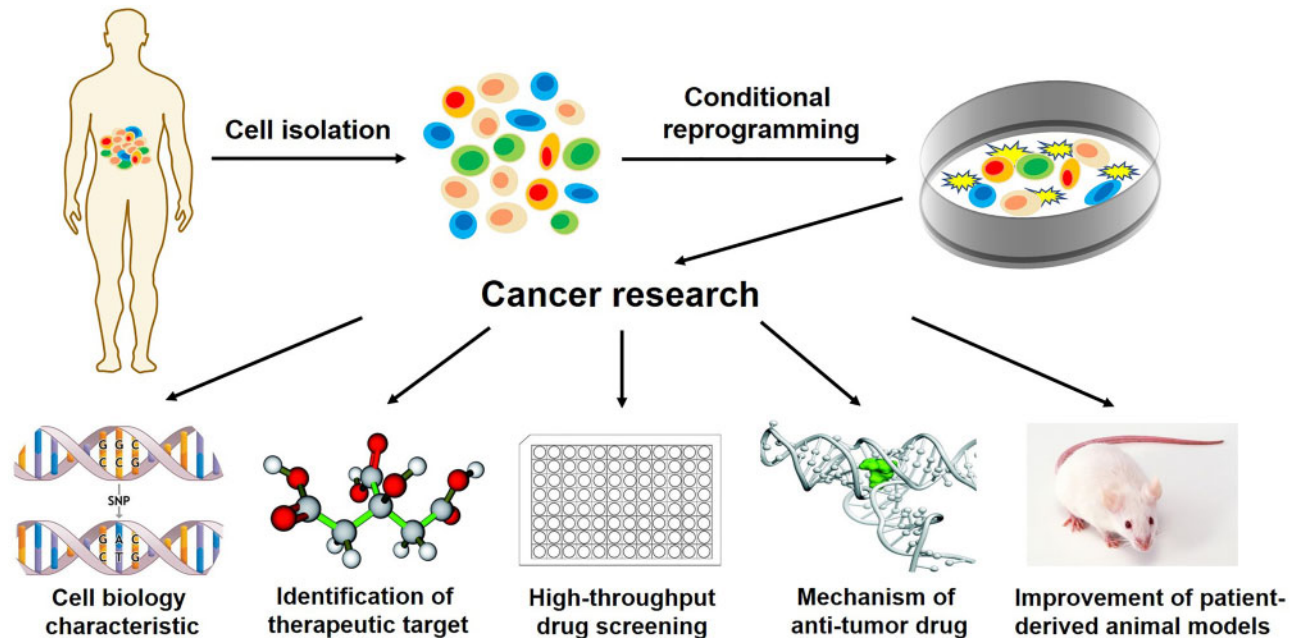 Cell isolation
Conditional
reprogramming
Cancer research
G G C
C C G
SNP
G A C
C T G
Cell biology
characteristic
Identification of
therapeutic target
High-throughput
drug screening
Mechanism of
anti-tumor drug
Improvement of patient-
derived animal models